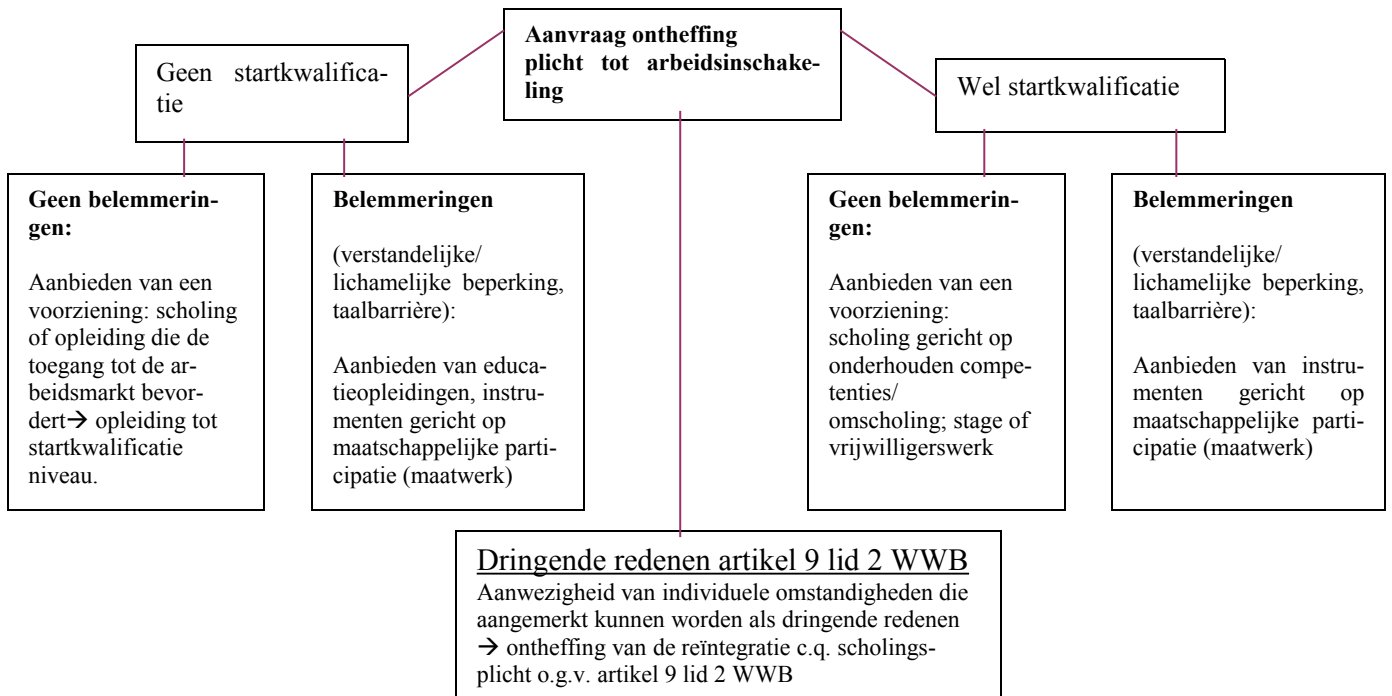 Aanvraag ontheffing
plicht tot arbeidsinschake-
ling
Geen startkwalifica-
tie
Wel startkwalificatie
Geen belemmerin-
gen:
Aanbieden van een
voorziening: scholing
of opleiding die de
toegang tot de ar-
beidsmarkt bevor-
dert→ opleiding tot
startkwalificatie
niveau.
Belemmeringen
(verstandelijke/
lichamelijke beperking,
taalbarrière):
Aanbieden van educa-
tieopleidingen, instru-
menten gericht op
maatschappelijke parti-
cipatie (maatwerk)
Geen belemmerin-
gen:
Aanbieden van een
voorziening:
scholing gericht op
onderhouden compe-
tenties/
omscholing; stage of
vrijwilligerswerk
Belemmeringen
(verstandelijke/
lichamelijke beperking,
taalbarrière):
Aanbieden van instru-
menten gericht op
maatschappelijke parti-
cipatie (maatwerk)
Dringende redenen artikel 9 lid 2 WWB
Aanwezigheid van individuele omstandigheden die
aangemerkt kunnen worden als dringende redenen
→ ontheffing van de reïntegratie c.q. scholings-
plicht o.g.v. artikel 9 lid 2 WWB